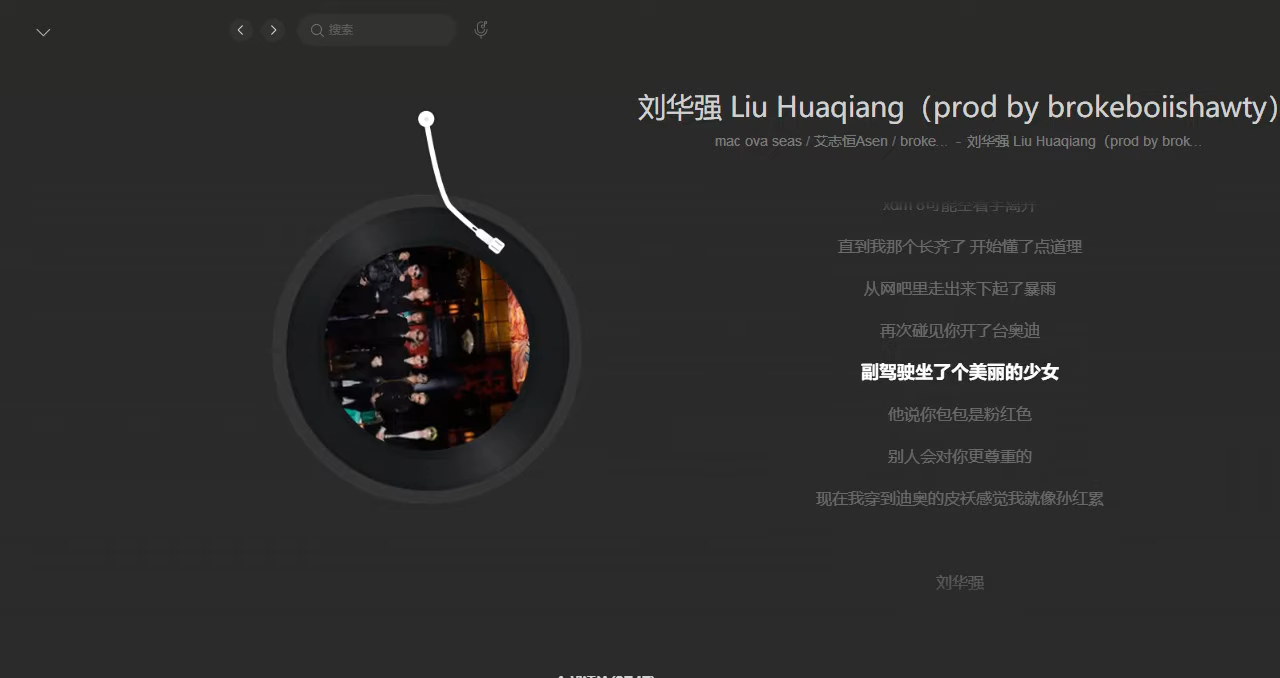 搜索
刘华强 Liu Huaqiang（prod by brokeboiishawty）
mac ova seas / 艾志恒Asen / broke... - 刘华强 Liu Huaqiang（prod by brok...
直到我那个长齐了 开始懂了点道理
从网吧里走出来下起了暴雨
再次碰见你开了台奥迪
副驾驶坐了个美丽的少女
他说你包包是粉红色
别人会对你更尊重的
现在我穿到迪奥的皮袄感觉我就像孙红累
刘华强